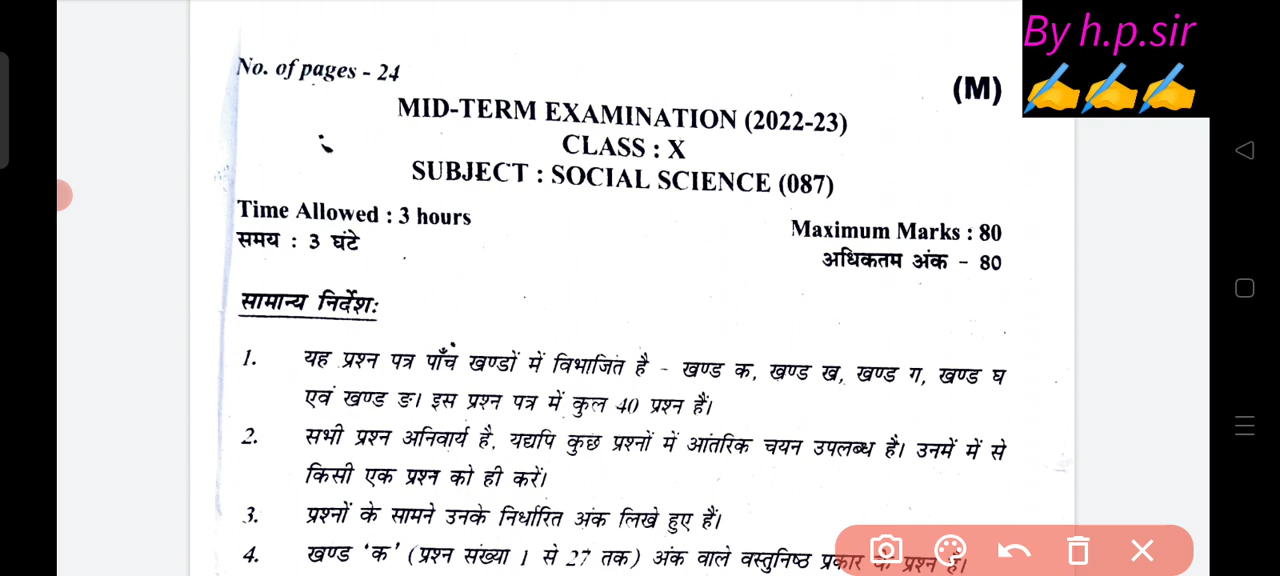 By h.p.sir
No. of pages - 24
(M)
MID-TERM EXAMINATION (2022-23)
CLASS : X
SUBJECT : SOCIAL SCIENCE (087)
Time Allowed : 3 hours
Maximum Marks : 80
समय : 3 घंटे
अधिकतम अंक - 80
सामान्य निर्देशः
1. यह प्रश्न पत्र पाँच खण्डों में विभाजित है - खण्ड क, खण्ड ख, खण्ड ग, खण्ड घ
एवं खण्ड ङ। इस प्रश्न पत्र में कुल 40 प्रश्न हैं।
2. सभी प्रश्न अनिवार्य है, यद्यपि कुछ प्रश्नों में आंतरिक चयन उपलब्ध है। उनमें में से
किसी एक प्रश्न को ही करें।
3. प्रश्नों के सामने उनके निर्धारित अंक लिखे हुए हैं।
4. खण्ड 'क' (प्रश्न संख्या 1 से 27 तक) अंक वाले वस्तुनिष्ठ प्रकार के प्रश्न हैं।